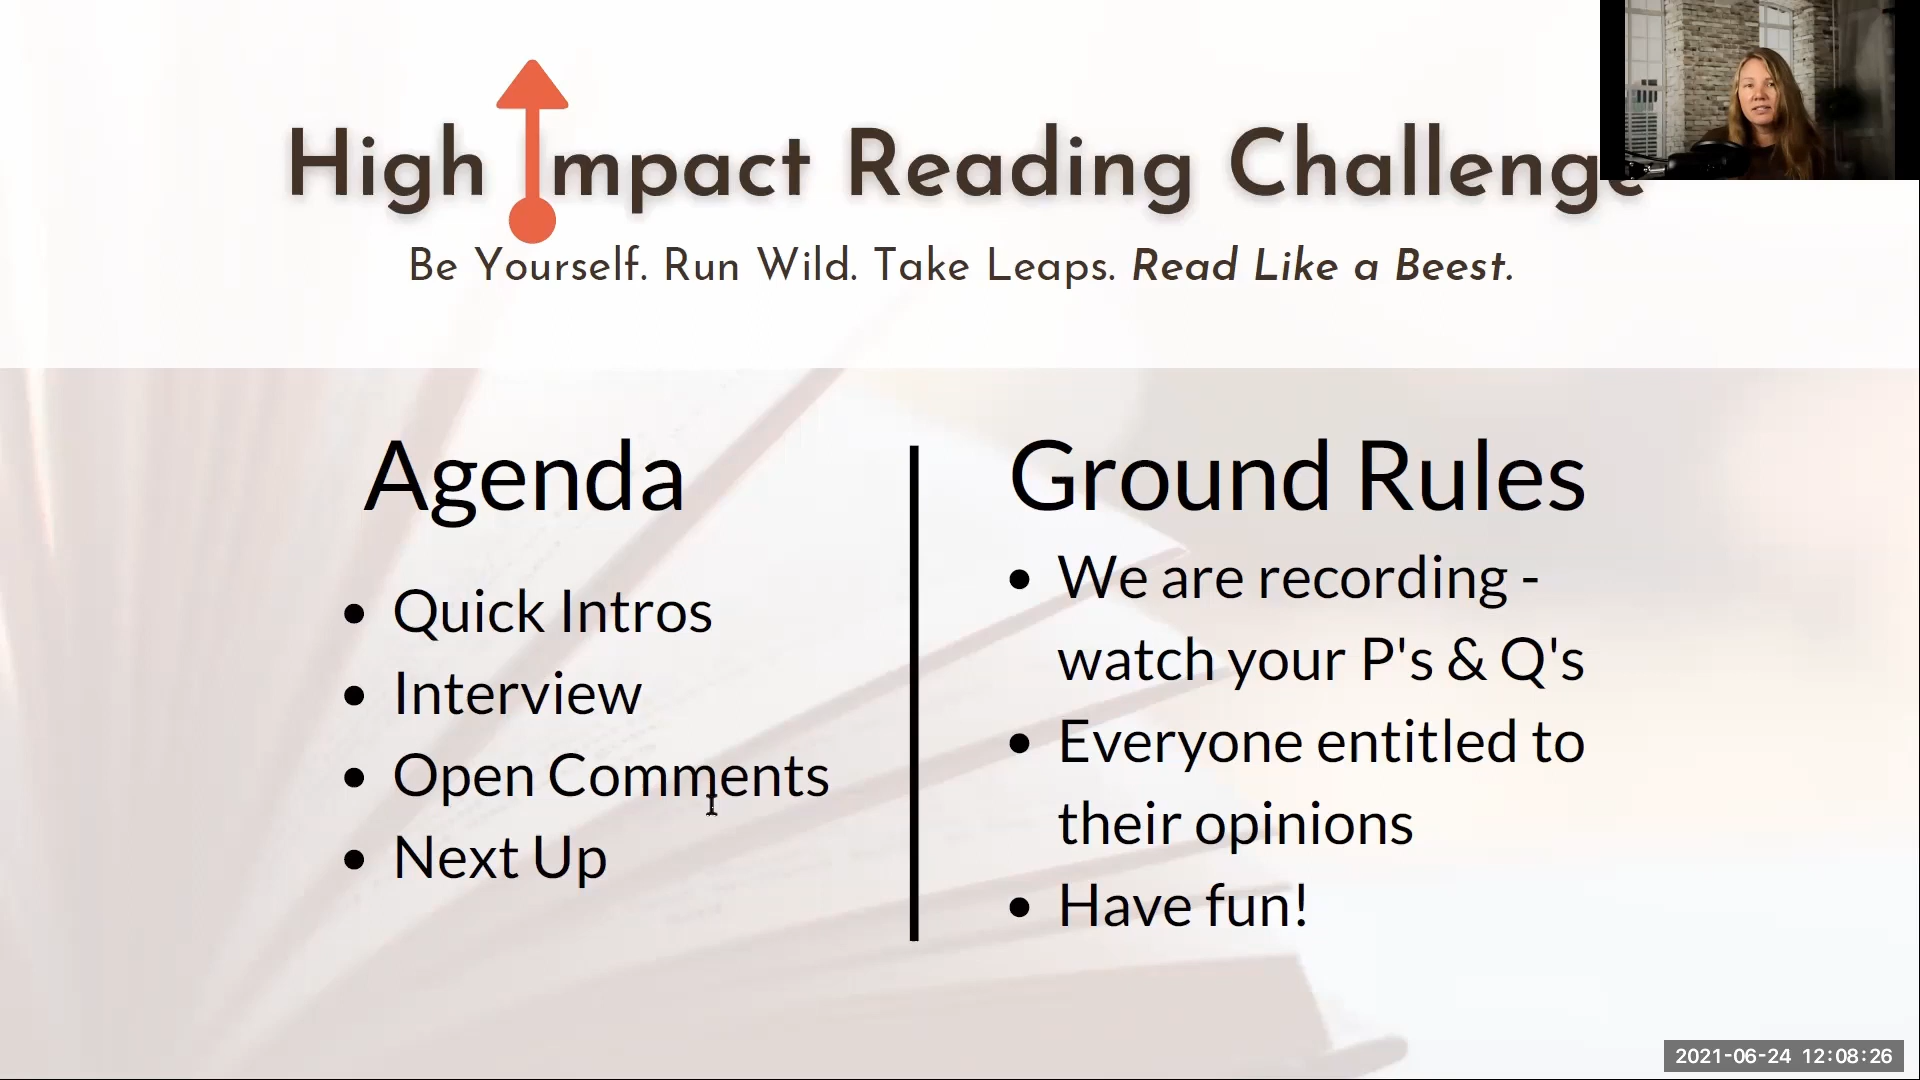 High Impact Reading Challenge
Be Yourself. Run Wild. Take Leaps. Read Like a Beest.
Agenda
Quick Intros
Interview
Open Comments
Next Up
Ground Rules
We are recording -
watch your P's & Q's
Everyone entitled to
their opinions
Have fun!
2021-06-24 12:08:26